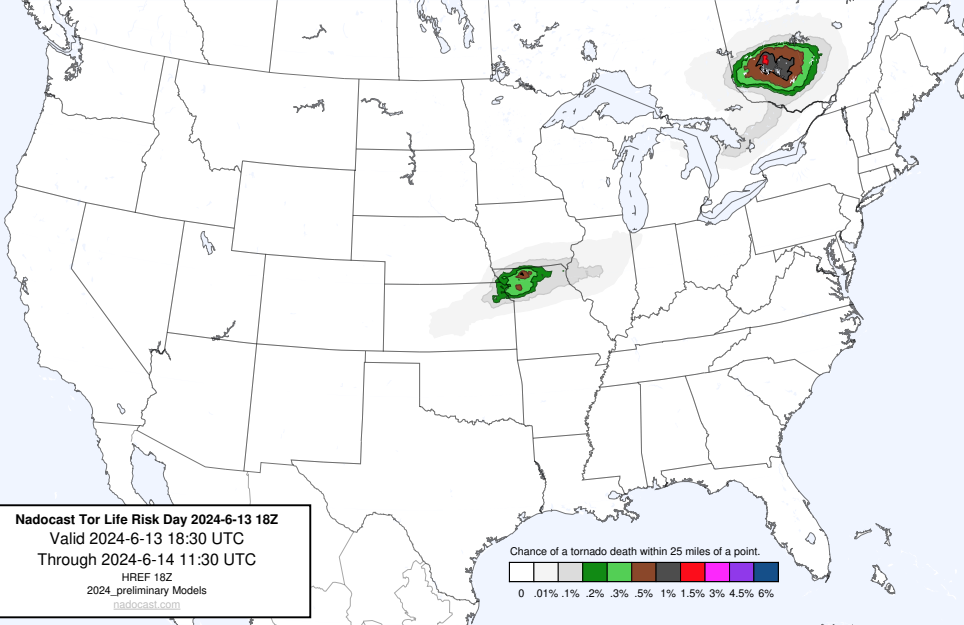 Nadocast Tor Life Risk Day 2024-6-13 18Z
Valid 2024-6-13 18:30 UTC
Through 2024-6-14 11:30 UTC
HREF 18Z
2024_preliminary Models
nadocast.com
Chance of a tornado death within 25 miles of a point.
0 .01% .1% .2% .3% .5% 1% 1.5% 3% 4.5% 6%